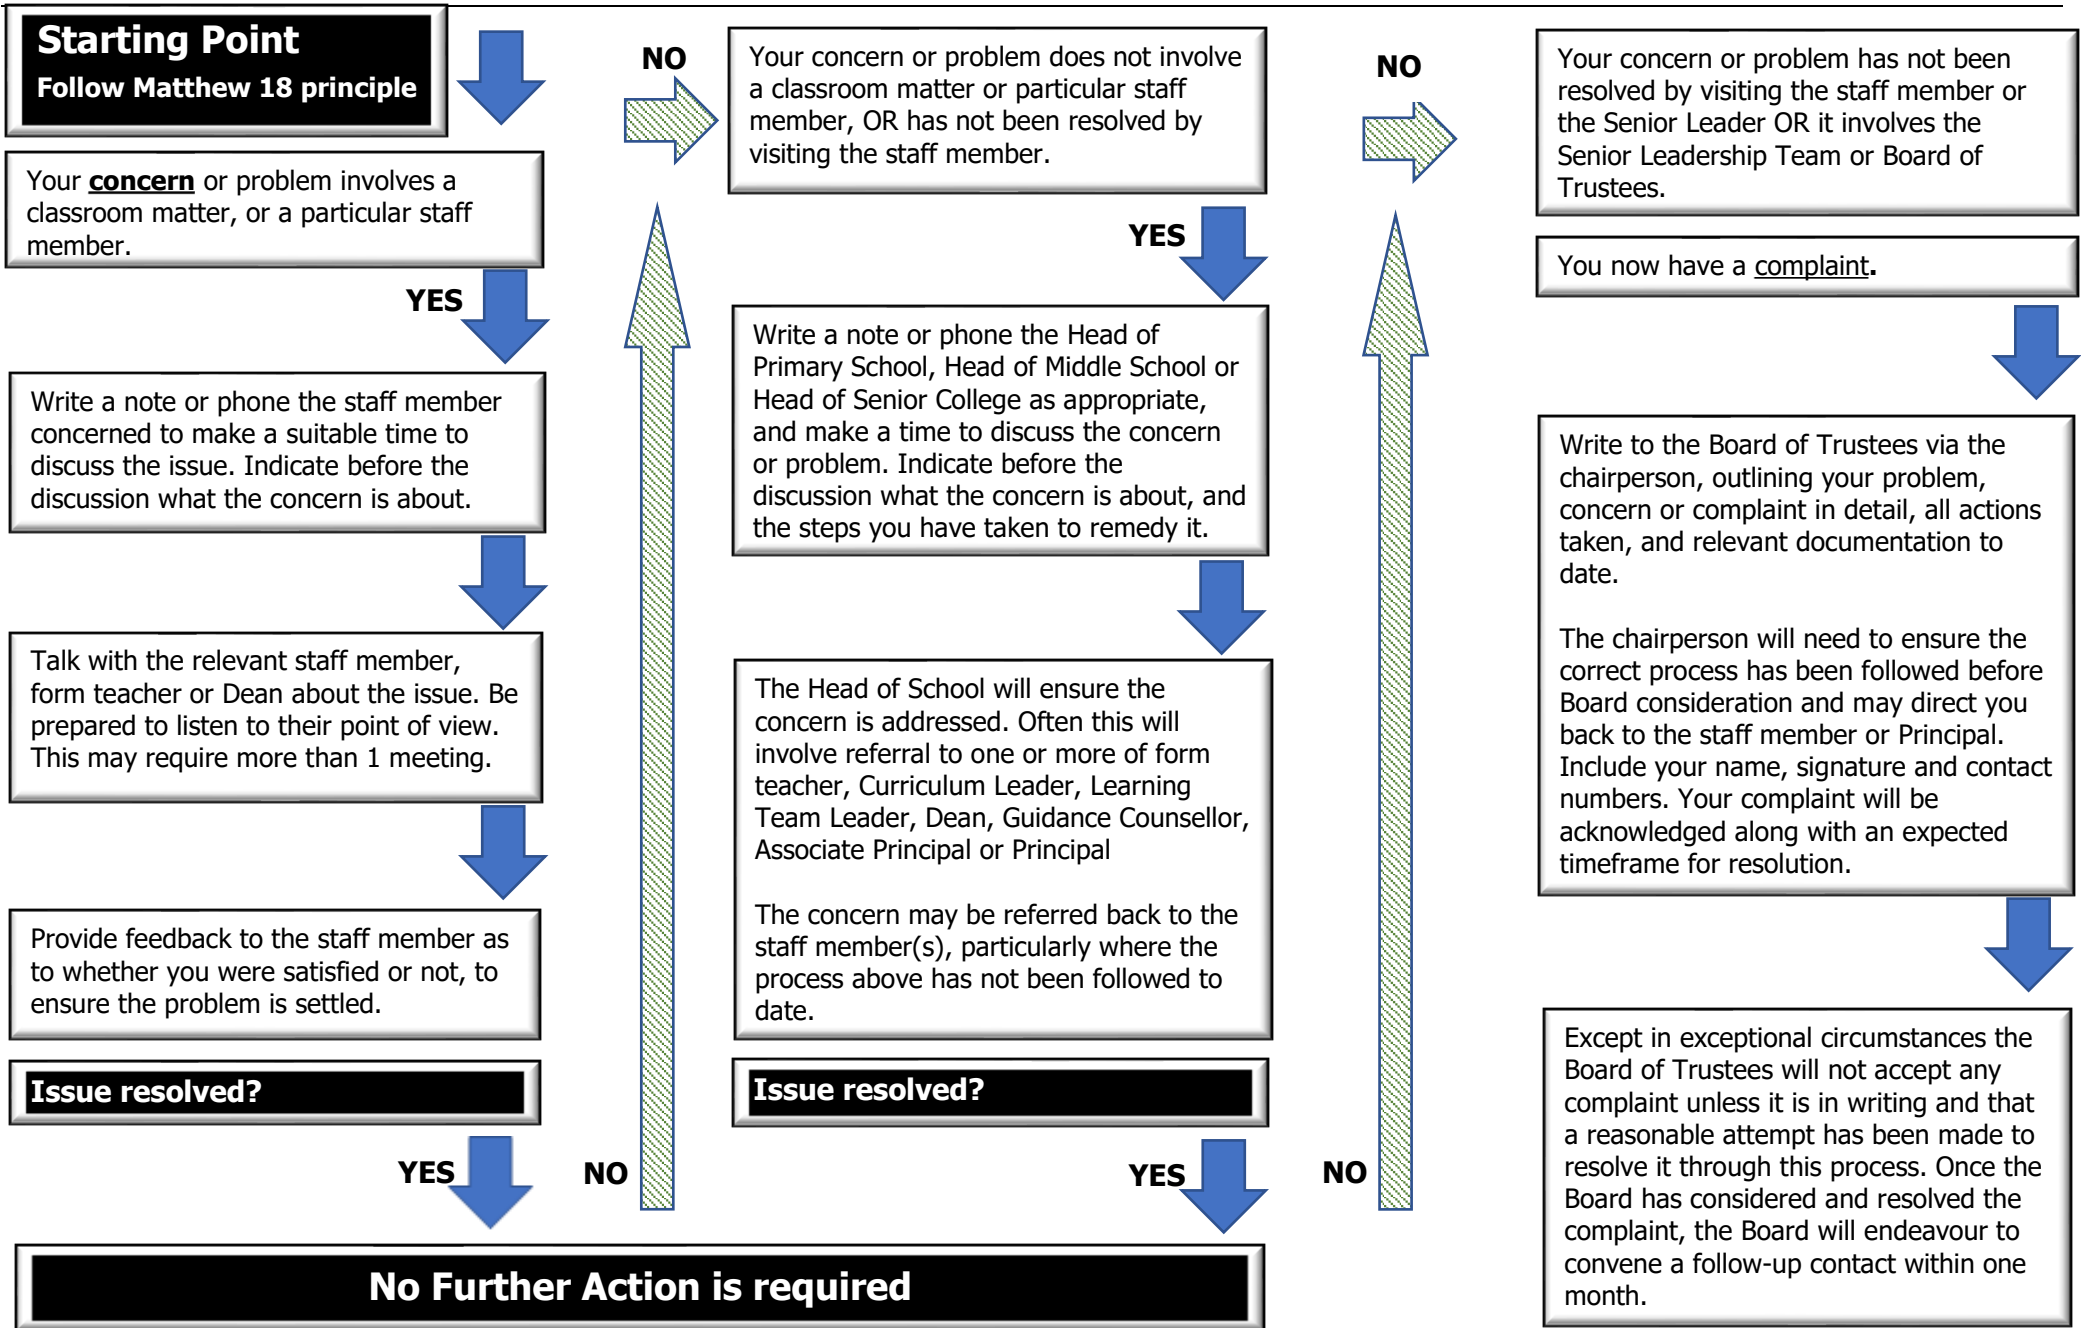 Starting Point
Follow Matthew 18 principle
Your concern or problem involves a
classroom matter, or a particular staff
member.
YES
Write a note or phone the staff member
concerned to make a suitable time to
discuss the issue. Indicate before the
discussion what the concern is about.
Talk with the relevant staff member,
form teacher or Dean about the issue. Be
prepared to listen to their point of view.
This may require more than 1 meeting.
Provide feedback to the staff member as
to whether you were satisfied or not, to
ensure the problem is settled.
Issue resolved?
YES
NO
NO
Your concern or problem does not involve
a classroom matter or particular staff
member, OR has not been resolved by
visiting the staff member.
YES
Write a note or phone the Head of
Primary School, Head of Middle School or
Head of Senior College as appropriate,
and make a time to discuss the concern
or problem. Indicate before the
discussion what the concern is about, and
the steps you have taken to remedy it.
The Head of School will ensure the
concern is addressed. Often this will
involve referral to one or more of form
teacher, Curriculum Leader, Learning
Team Leader, Dean, Guidance Counsellor,
Associate Principal or Principal
The concern may be referred back to the
staff member(s), particularly where the
process above has not been followed to
date.
Issue resolved?
YES
NO
No Further Action is required
NO
Your concern or problem has not been
resolved by visiting the staff member or
the Senior Leader OR it involves the
Senior Leadership Team or Board of
Trustees.
You now have a complaint.
Write to the Board of Trustees via the
chairperson, outlining your problem,
concern or complaint in detail, all actions
taken, and relevant documentation to
date.
The chairperson will need to ensure the
correct process has been followed before
Board consideration and may direct you
back to the staff member or Principal.
Include your name, signature and contact
numbers. Your complaint will be
acknowledged along with an expected
timeframe for resolution.
Except in exceptional circumstances the
Board of Trustees will not accept any
complaint unless it is in writing and that
a reasonable attempt has been made to
resolve it through this process. Once the
Board has considered and resolved the
complaint, the Board will endeavour to
convene a follow-up contact within one
month.